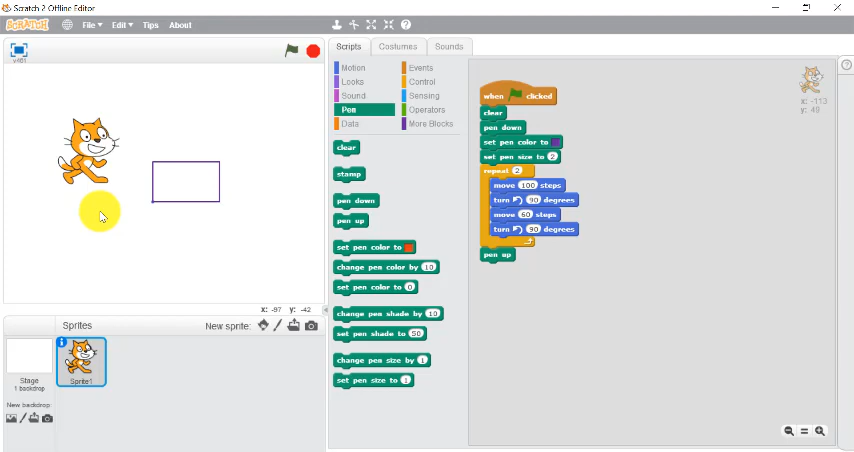 Scratch 2 Offline Editor
SCRATCH File▼ Edit▼ Tips About
v461
Scripts Costumes Sounds
Motion Events
Looks Control
Sound Sensing
Pen Operators
Data More Blocks
clear
stamp
pen down
pen up
set pen color to
change pen color by 10
set pen color to 0
change pen shade by 10
set pen shade to 50
change pen size by 1
set pen size to 1
when clicked
clear
pen down
set pen color to
set pen size to 2
repeat 2
move 100 steps
turn 90 degrees
move 60 steps
turn 90 degrees
pen up
x: -113
y: 49
X: -97 Y: -42
Sprites New sprite:
Stage
1 backdrop
New backdrop:
Sprite1